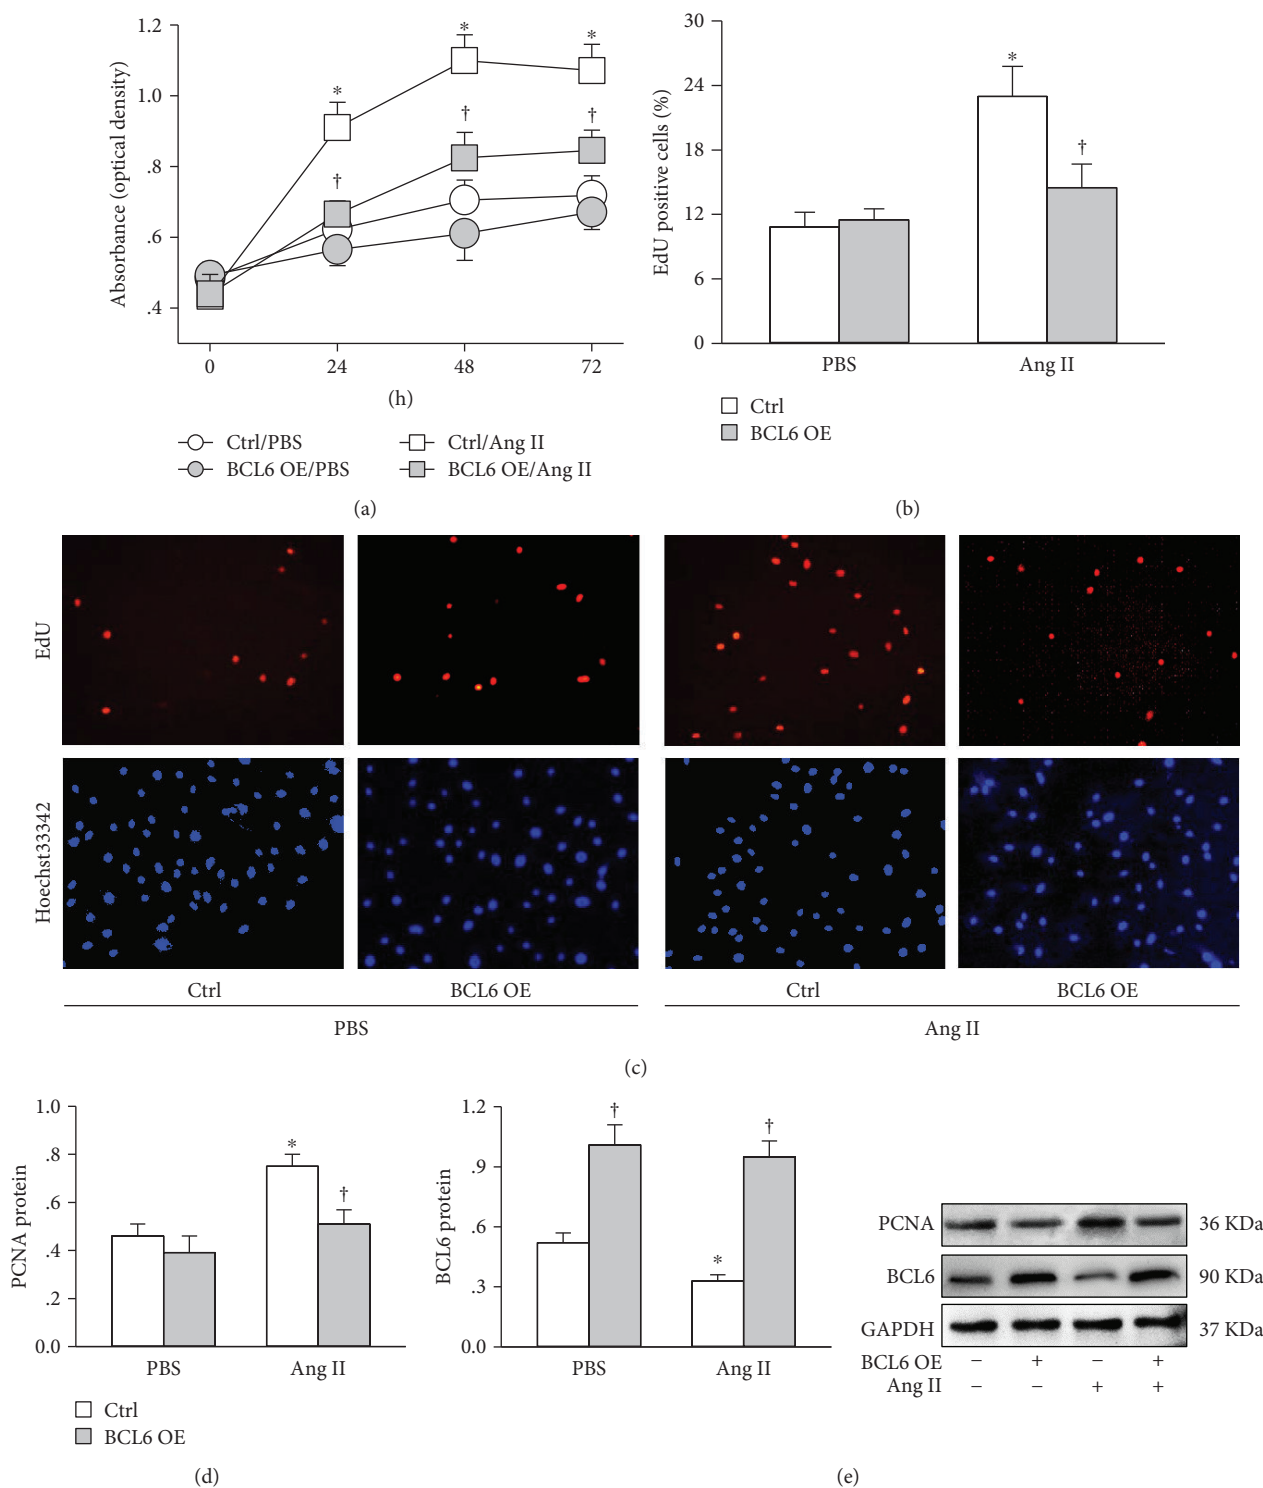 1.2
1.0
.8
.6
.4
Absorbance (optical density)
*
*
*
†
†
†
0 24 48 72
(h)
Ctrl/PBS
Ctrl/Ang II
BCL6 OE/PBS
BCL6 OE/Ang II
(a)
30
24
18
12
6
0
EdU positive cells (%)
*
†
PBS Ang II
Ctrl
BCL6 OE
(b)
EdU
Hoechst33342
Ctrl BCL6 OE Ctrl BCL6 OE
PBS Ang II
(c)
1.0
.8
.6
.4
.2
0.0
PCNA protein
*
†
PBS Ang II
Ctrl
BCL6 OE
(d)
1.2
.9
.6
.3
0.0
BCL6 protein
†
*
†
PBS Ang II
PCNA 36 KDa
BCL6 90 KDa
GAPDH 37 KDa
BCL6 OE − + − +
Ang II − − + +
(e)